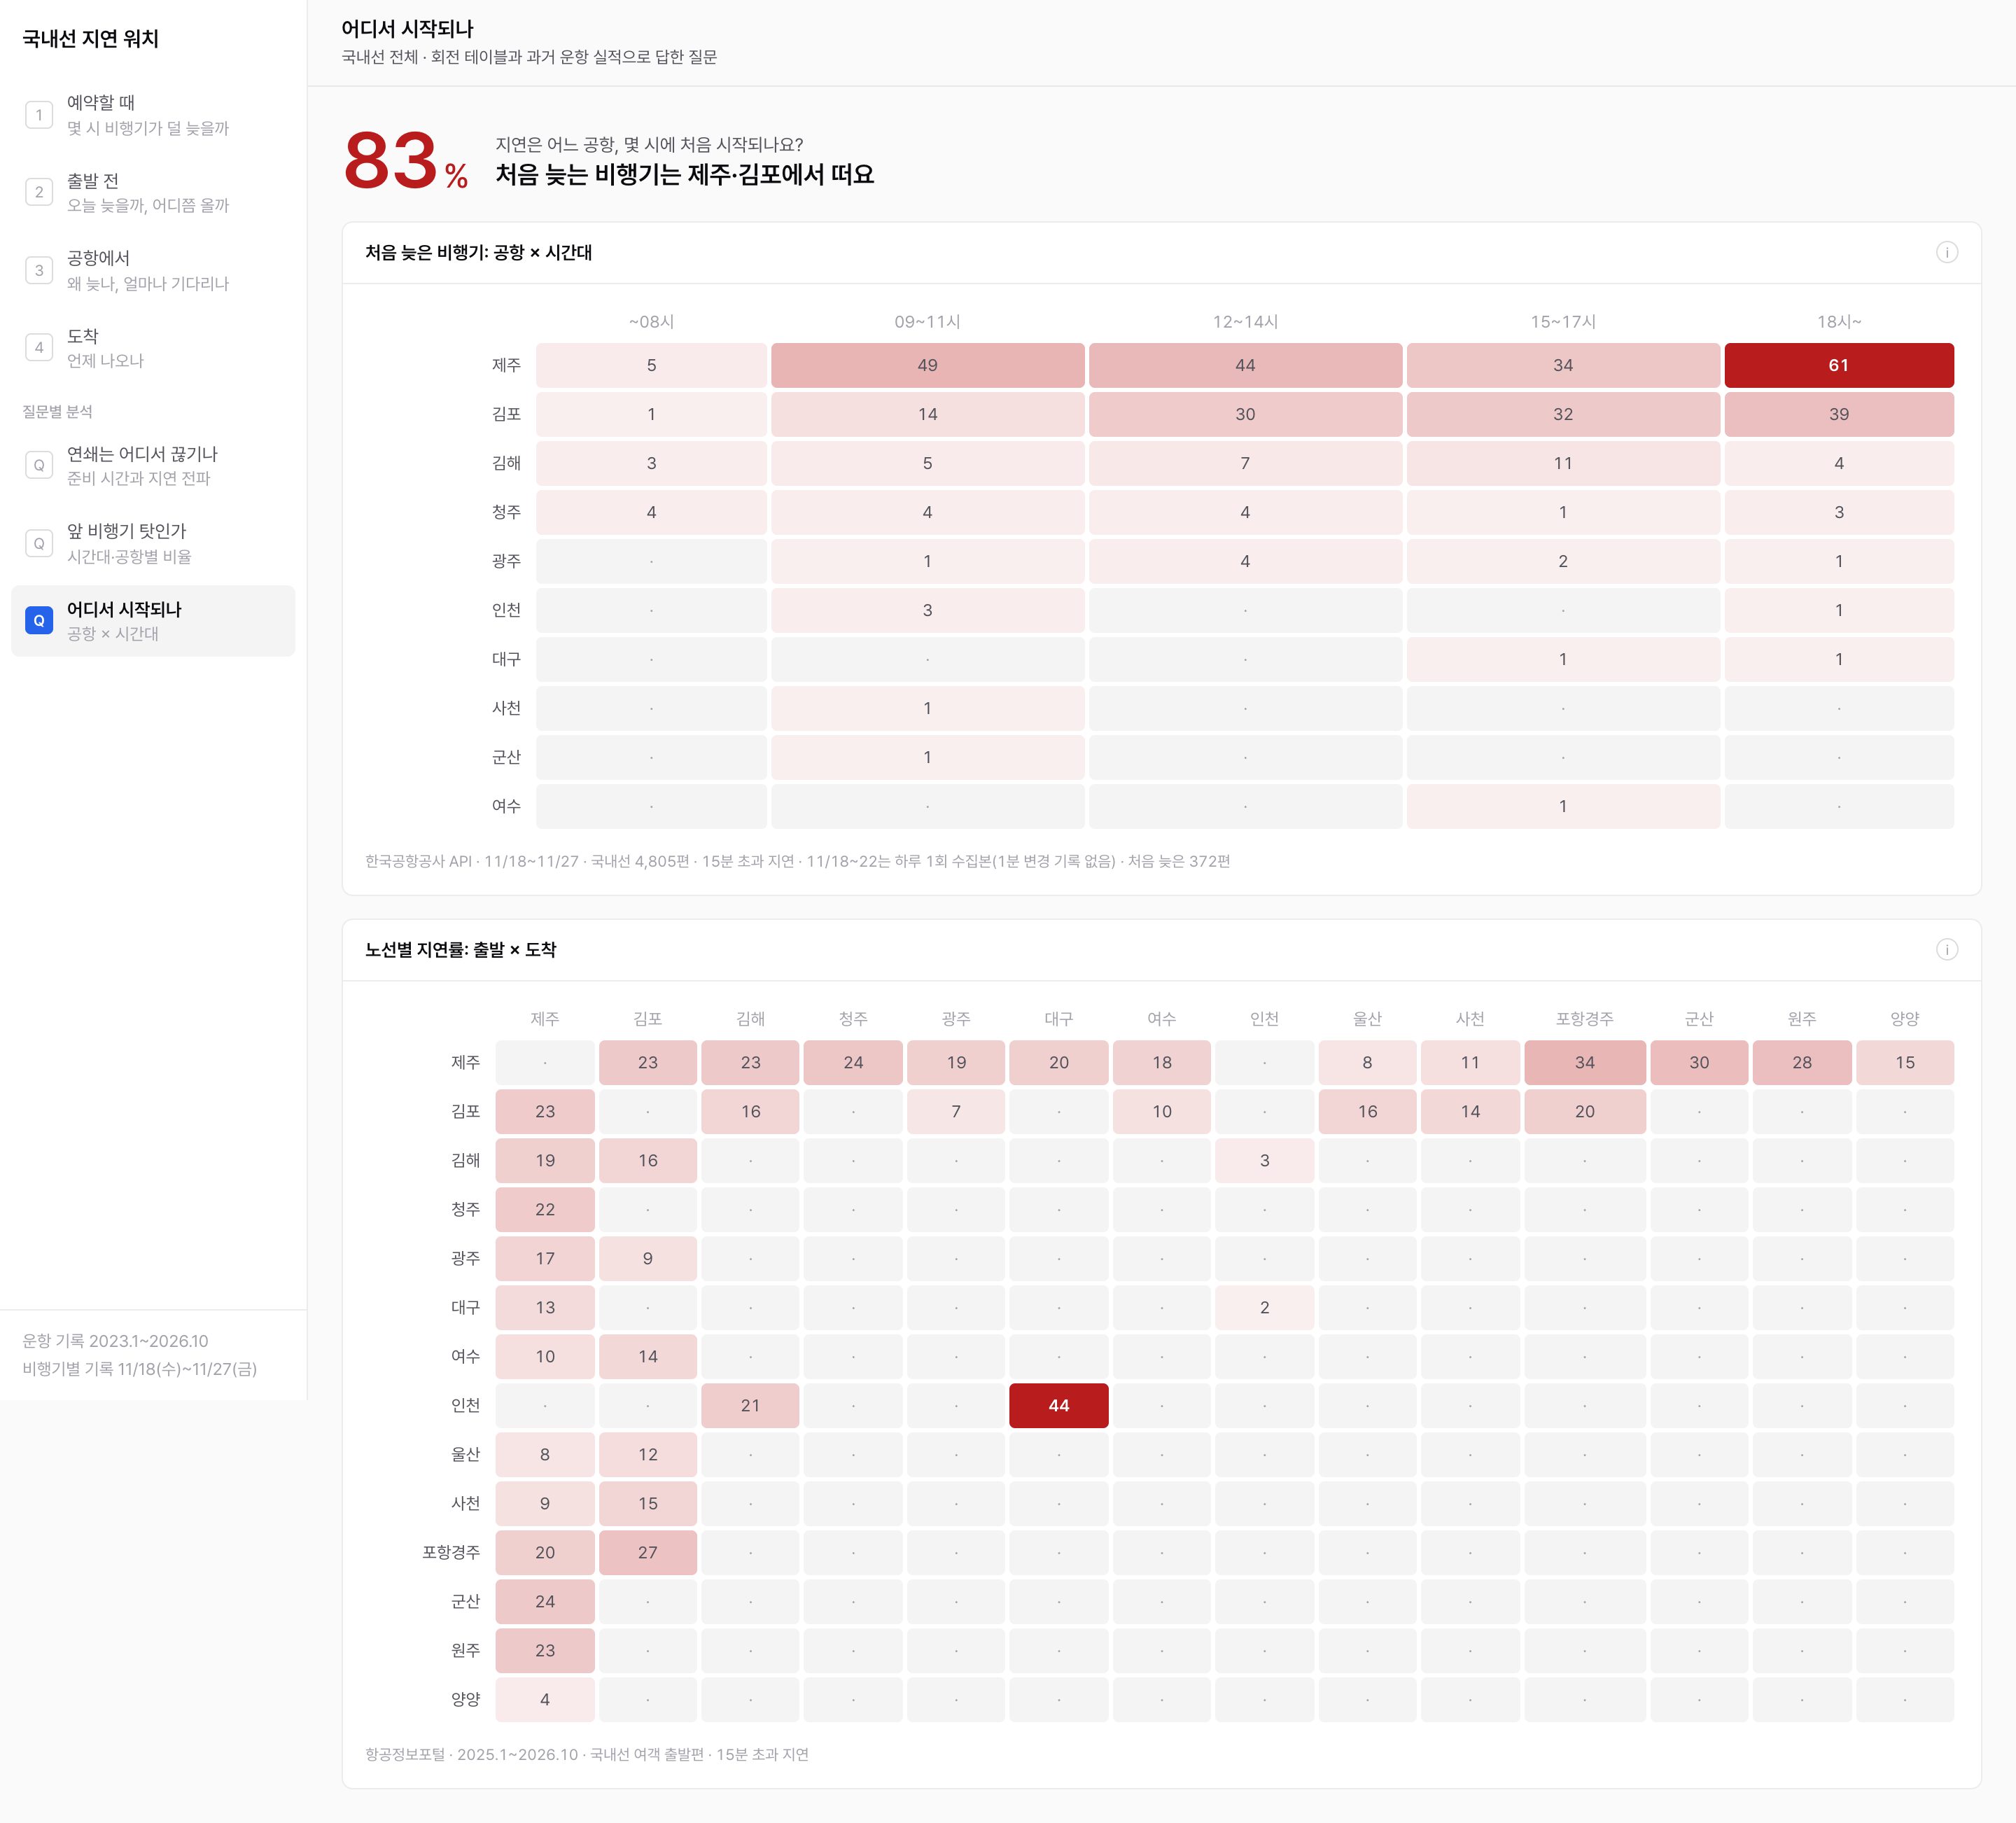 국내선 지연 워치
1 예약할 때
몇 시 비행기가 덜 늦을까
2 출발 전
오늘 늦을까, 어디쯤 올까
3 공항에서
왜 늦나, 얼마나 기다리나
4 도착
언제 나오나
질문별 분석
Q 연쇄는 어디서 끊기나
준비 시간과 지연 전파
Q 앞 비행기 탓인가
시간대·공항별 비율
Q 어디서 시작되나
공항 × 시간대
운항 기록 2023.1~2026.10
비행기별 기록 11/18(수)~11/27(금)
어디서 시작되나
국내선 전체 · 회전 테이블과 과거 운항 실적으로 답한 질문
83%
지연은 어느 공항, 몇 시에 처음 시작되나요?
처음 늦는 비행기는 제주·김포에서 떠요
처음 늦은 비행기: 공항 × 시간대 i
~08시 09~11시 12~14시 15~17시 18시~
제주 5 49 44 34 61
김포 1 14 30 32 39
김해 3 5 7 11 4
청주 4 4 4 1 3
광주 · 1 4 2 1
인천 · 3 · · 1
대구 · · · 1 1
사천 · 1 · · ·
군산 · 1 · · ·
여수 · · · 1 ·
한국공항공사 API · 11/18~11/27 · 국내선 4,805편 · 15분 초과 지연 · 11/18~22는 하루 1회 수집본(1분 변경 기록 없음) · 처음 늦은 372편
노선별 지연률: 출발 × 도착 i
제주 김포 김해 청주 광주 대구 여수 인천 울산 사천 포항경주 군산 원주 양양
제주 · 23 23 24 19 20 18 · 8 11 34 30 28 15
김포 23 · 16 · 7 · 10 · 16 14 20 · · ·
김해 19 16 · · · · · 3 · · · · · ·
청주 22 · · · · · · · · · · · · ·
광주 17 9 · · · · · · · · · · · ·
대구 13 · · · · · · 2 · · · · · ·
여수 10 14 · · · · · · · · · · · ·
인천 · · 21 · · 44 · · · · · · · ·
울산 8 12 · · · · · · · · · · · ·
사천 9 15 · · · · · · · · · · · ·
포항경주 20 27 · · · · · · · · · · · ·
군산 24 · · · · · · · · · · · · ·
원주 23 · · · · · · · · · · · · ·
양양 4 · · · · · · · · · · · · ·
항공정보포털 · 2025.1~2026.10 · 국내선 여객 출발편 · 15분 초과 지연